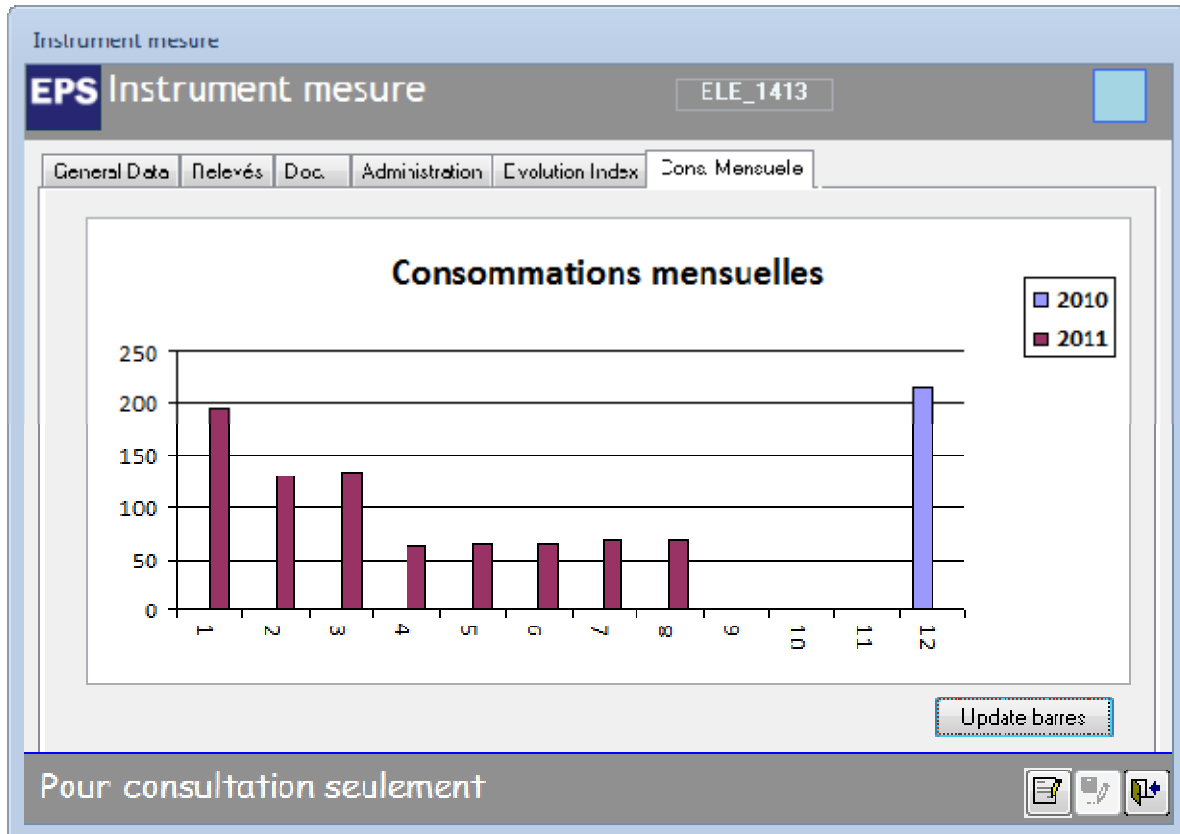 Instrument mesure
EPS Instrument mesure ELE_1413
General Data Relevés Doc. Administration Evolution Index Cons. Mensuele
Consommations mensuelles
2010
2011
250
200
150
100
50
0
1 2 3 4 5 6 7 8 9 10 11 12
Update barres
Pour consultation seulement